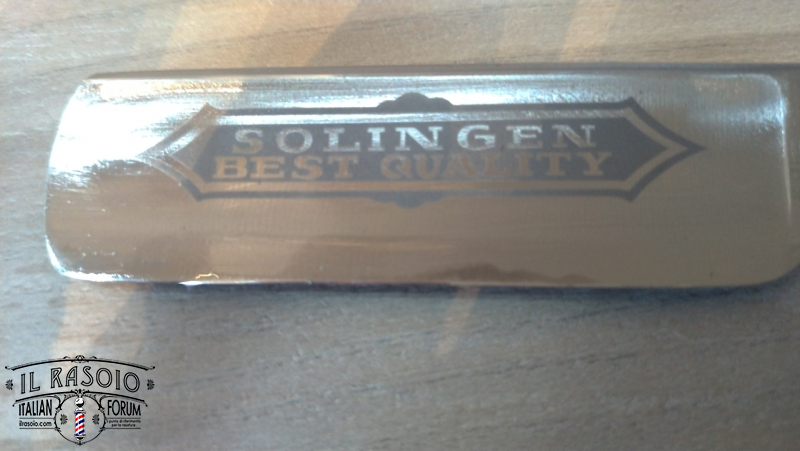 SOLINGEN
BEST QUALITY
IL RASOIO
ITALIAN FORUM
ilrasoio.com